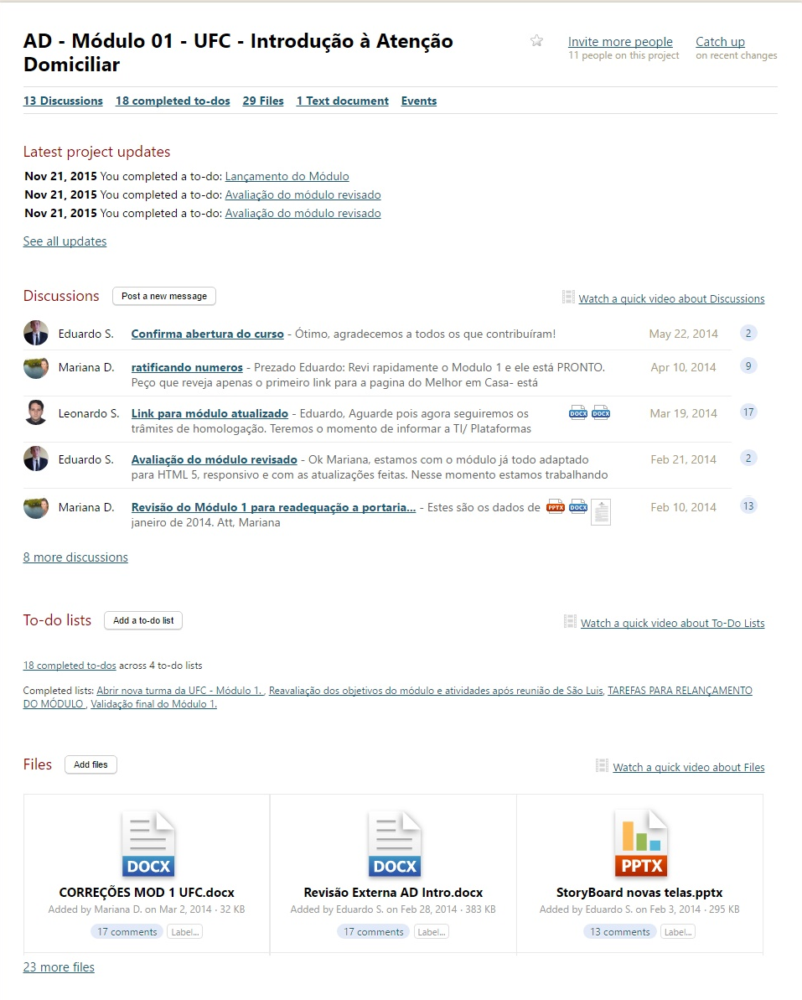 AD - Módulo 01 - UFC - Introdução à Atenção
Domiciliar
Invite more people
11 people on this project
Catch up
on recent changes
13 Discussions 18 completed to-dos 29 Files 1 Text document Events
Latest project updates
Nov 21, 2015 You completed a to-do: Lançamento do Módulo
Nov 21, 2015 You completed a to-do: Avaliação do módulo revisado
Nov 21, 2015 You completed a to-do: Avaliação do módulo revisado
See all updates
Discussions Post a new message Watch a quick video about Discussions
Eduardo S. Confirma abertura do curso - Ótimo, agradecemos a todos os que contribuíram! May 22, 2014 2
Mariana D. ratificando numeros - Prezado Eduardo: Revi rapidamente o Modulo 1 e ele está PRONTO. Apr 10, 2014 9
Peço que reveja apenas o primeiro link para a pagina do Melhor em Casa- está
Leonardo S. Link para módulo atualizado - Eduardo, Aguarde pois agora seguiremos os DOCX DOCX Mar 19, 2014 17
trâmites de homologação. Teremos o momento de informar a TI/ Plataformas
Eduardo S. Avaliação do módulo revisado - Ok Mariana, estamos com o módulo já todo adaptado Feb 21, 2014 2
para HTML 5, responsivo e com as atualizações feitas. Nesse momento estamos trabalhando
Mariana D. Revisão do Módulo 1 para readequação a portaria... - Estes são os dados de PPTX DOCX Feb 10, 2014 13
janeiro de 2014. Att, Mariana
8 more discussions
To-do lists Add a to-do list Watch a quick video about To-Do Lists
18 completed to-dos across 4 to-do lists
Completed lists: Abrir nova turma da UFC - Módulo 1. , Reavaliação dos objetivos do módulo e atividades após reunião de São Luis, TAREFAS PARA RELANÇAMENTO
DO MÓDULO , Validação final do Módulo 1.
Files Add files Watch a quick video about Files
DOCX
CORREÇÕES MOD 1 UFC.docx
Added by Mariana D. on Mar 2, 2014 · 32 KB
17 comments Label...
DOCX
Revisão Externa AD Intro.docx
Added by Eduardo S. on Feb 28, 2014 · 383 KB
17 comments Label...
PPTX
StoryBoard novas telas.pptx
Added by Eduardo S. on Feb 3, 2014 · 295 KB
13 comments Label...
23 more files